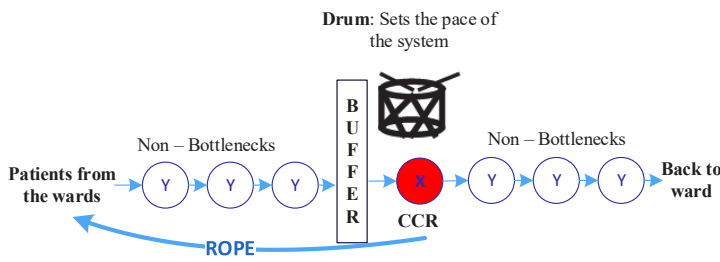 Drum: Sets the pace of
the system
B
U
F
F
E
R
Non – Bottlenecks
Non – Bottlenecks
Patients from
the wards
Y
Y
Y
X
Y
Y
Y
Back to
ward
CCR
ROPE